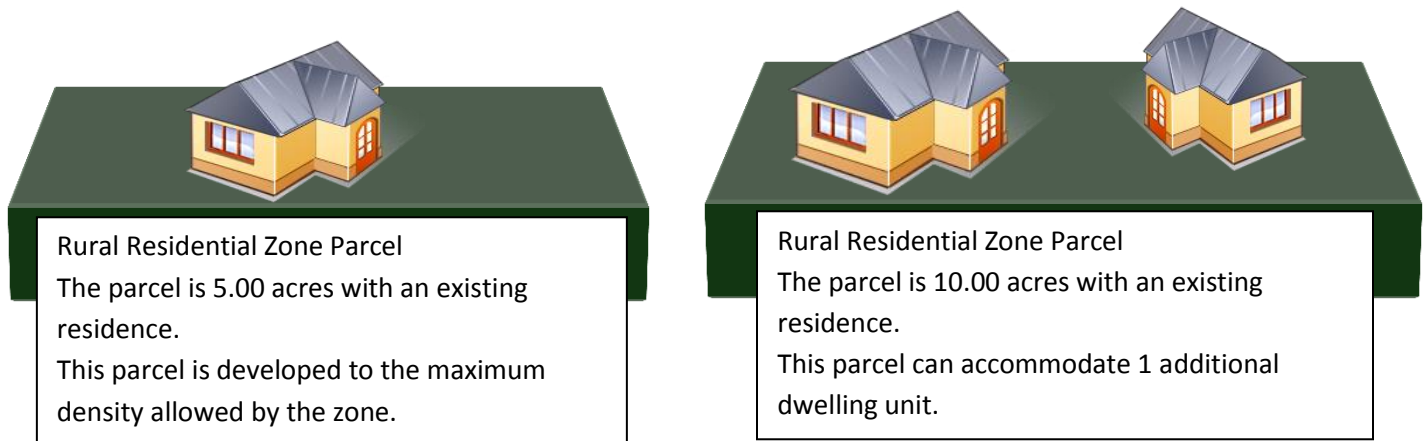 Rural Residential Zone Parcel
The parcel is 5.00 acres with an existing
residence.
This parcel is developed to the maximum
density allowed by the zone.
Rural Residential Zone Parcel
The parcel is 10.00 acres with an existing
residence.
This parcel can accommodate 1 additional
dwelling unit.